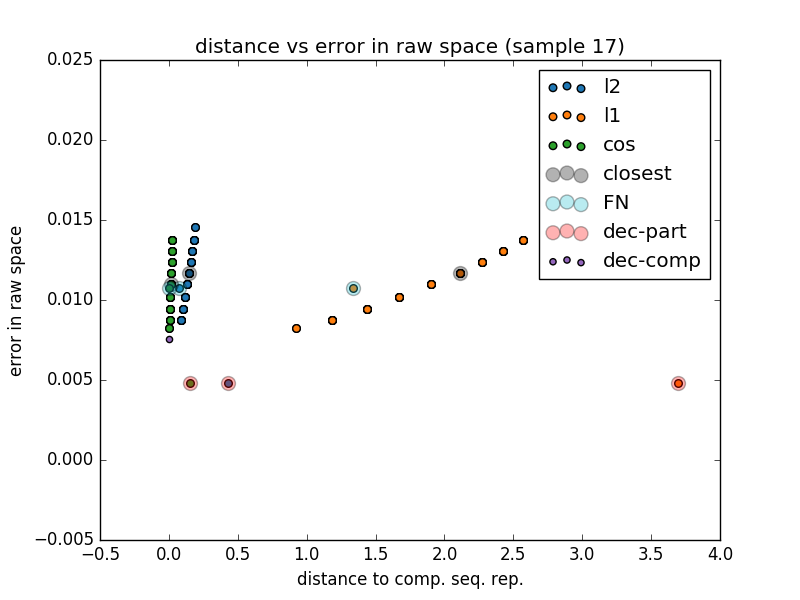 distance vs error in raw space (sample 17)
0.025
0.020
0.015
0.010
0.005
0.000
−0.005
error in raw space
l2
l1
cos
closest
FN
dec-part
dec-comp
−0.5 0.0 0.5 1.0 1.5 2.0 2.5 3.0 3.5 4.0
distance to comp. seq. rep.